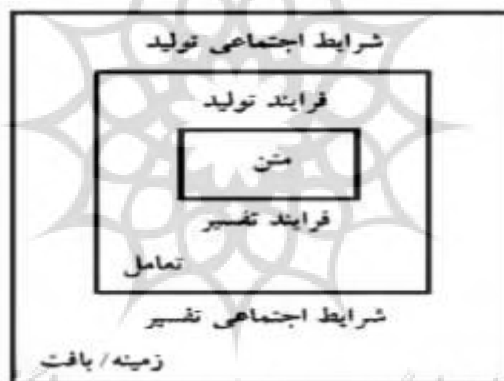 شرایط اجتماعی تولید
فرایند تولید
متن
فرایند تفسیر
تعامل
شرایط اجتماعی تفسیر
زمینه/ بافت